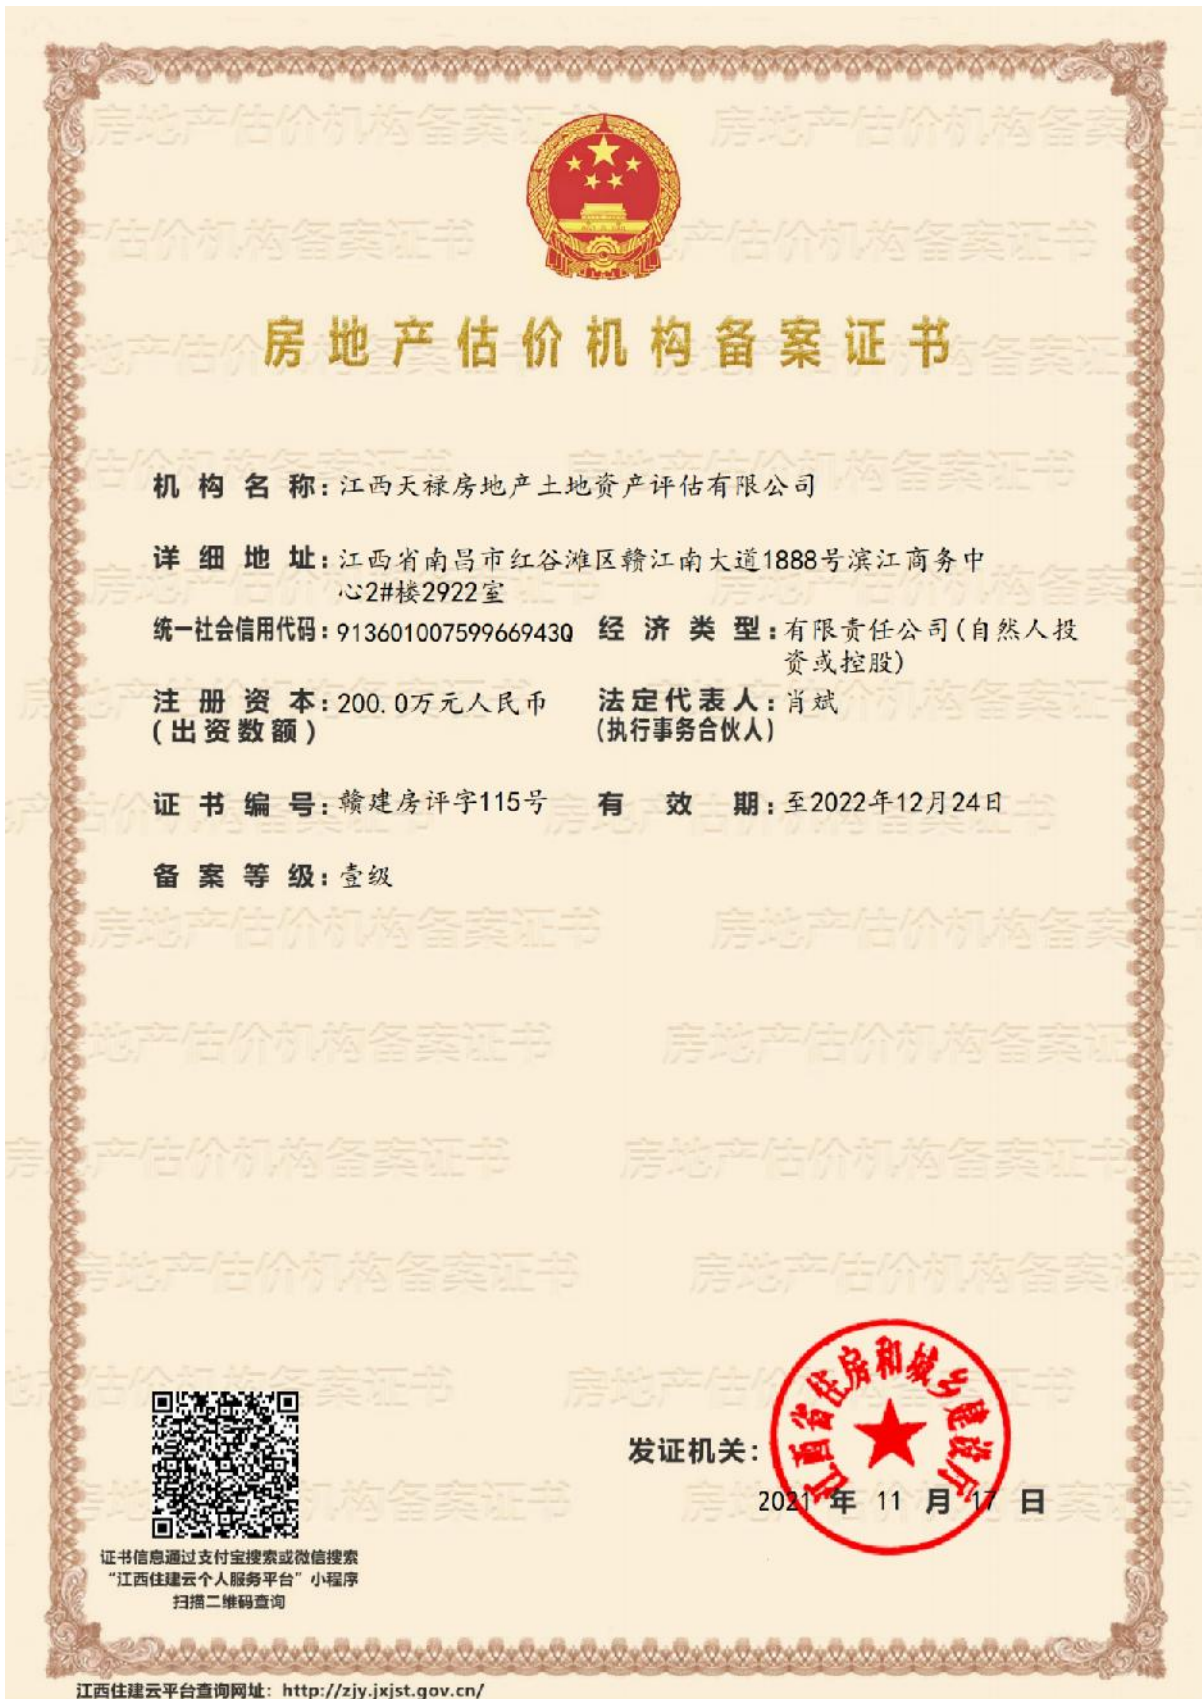 房地产估价机构备案证书
机构名称：江西天禄房地产土地资产评估有限公司
详细地址：江西省南昌市红谷滩区赣江南大道1888号滨江商务中
心2#楼2922室
统一社会信用代码：91360100759966943Q 经济类型：有限责任公司(自然人投
资或控股)
注册资本：200.0万元人民币 法定代表人：肖斌
(出资数额) (执行事务合伙人)
证书编号：赣建房评字115号 有效期：至2022年12月24日
备案等级：壹级
江西省住房和城乡建设厅
发证机关：
2021 年 11 月 17 日
证书信息通过支付宝搜索或微信搜索
“江西住建云个人服务平台”小程序
扫描二维码查询
江西住建云平台查询网址：http://zjy.jxjst.gov.cn/